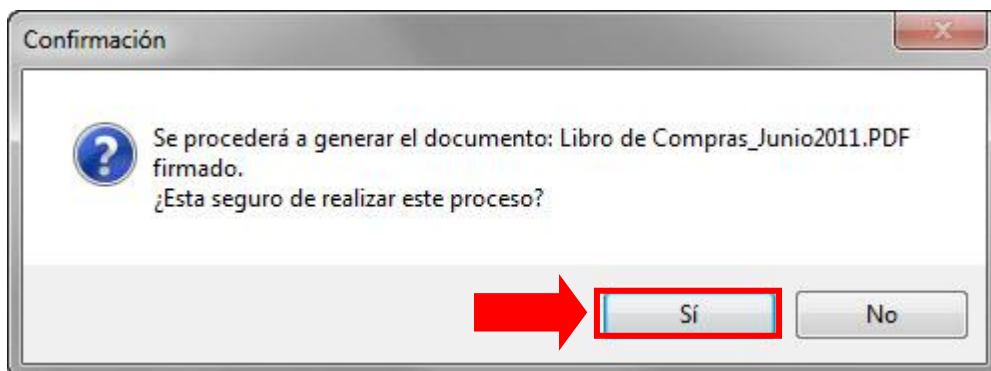 Confirmación
Se procederá a generar el documento: Libro de Compras_Junio2011.PDF
firmado.
¿Esta seguro de realizar este proceso?
Sí
No